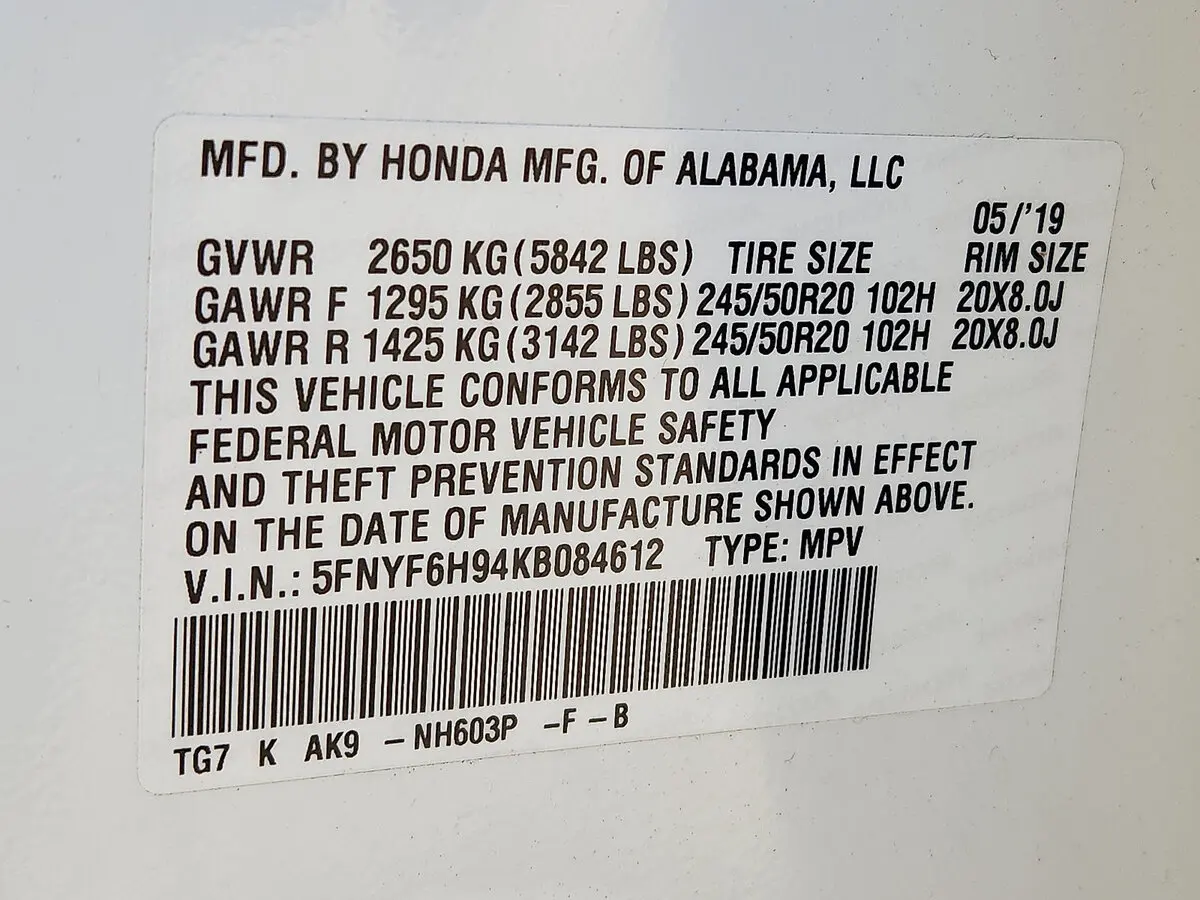 MFD. BY HONDA MFG. OF ALABAMA, LLC
05/'19
GVWR 2650 KG (5842 LBS) TIRE SIZE RIM SIZE
GAWR F 1295 KG (2855 LBS) 245/50R20 102H 20X8.0J
GAWR R 1425 KG (3142 LBS) 245/50R20 102H 20X8.0J
THIS VEHICLE CONFORMS TO ALL APPLICABLE
FEDERAL MOTOR VEHICLE SAFETY
AND THEFT PREVENTION STANDARDS IN EFFECT
ON THE DATE OF MANUFACTURE SHOWN ABOVE.
V.I.N.: 5FNYF6H94KB084612 TYPE: MPV
TG7 K AK9 – NH603P –F – B